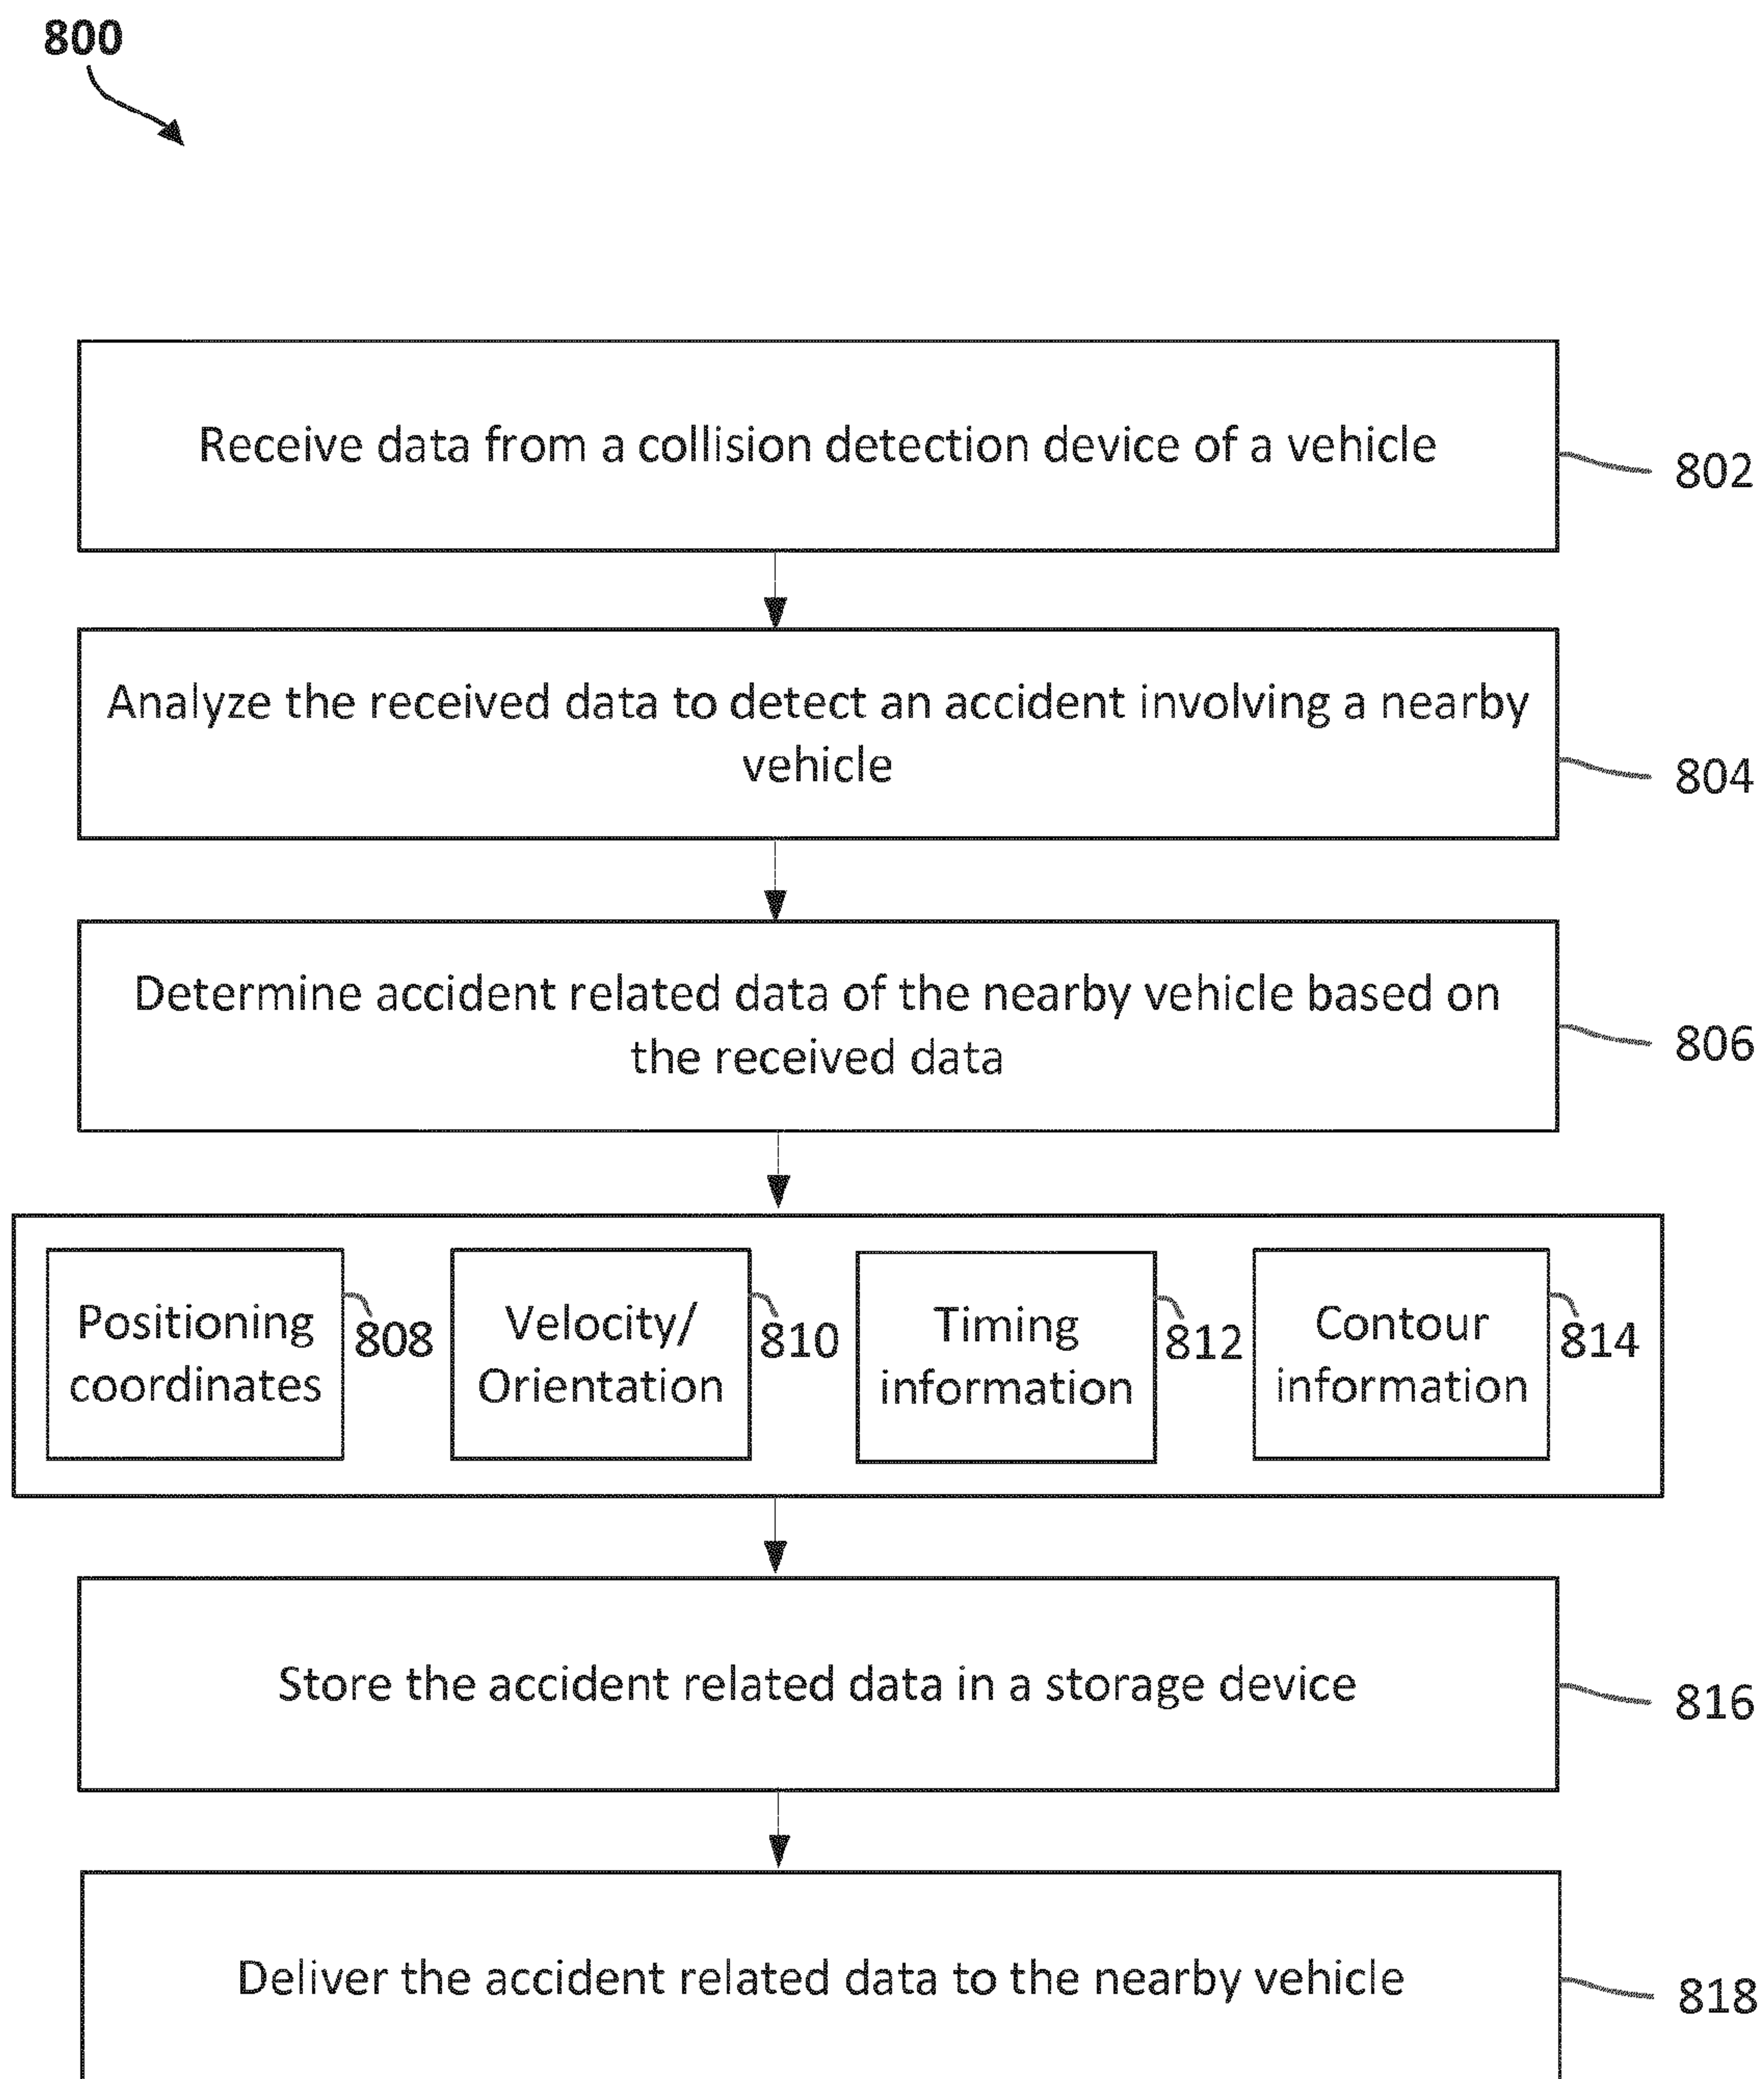 800
Receive data from a collision detection device of a vehicle
802
Analyze the received data to detect an accident involving a nearby
vehicle
804
Determine accident related data of the nearby vehicle based on
the received data
806
Positioning
coordinates
808
Velocity/
Orientation
810
Timing
information
812
Contour
information
814
Store the accident related data in a storage device
816
Deliver the accident related data to the nearby vehicle
818